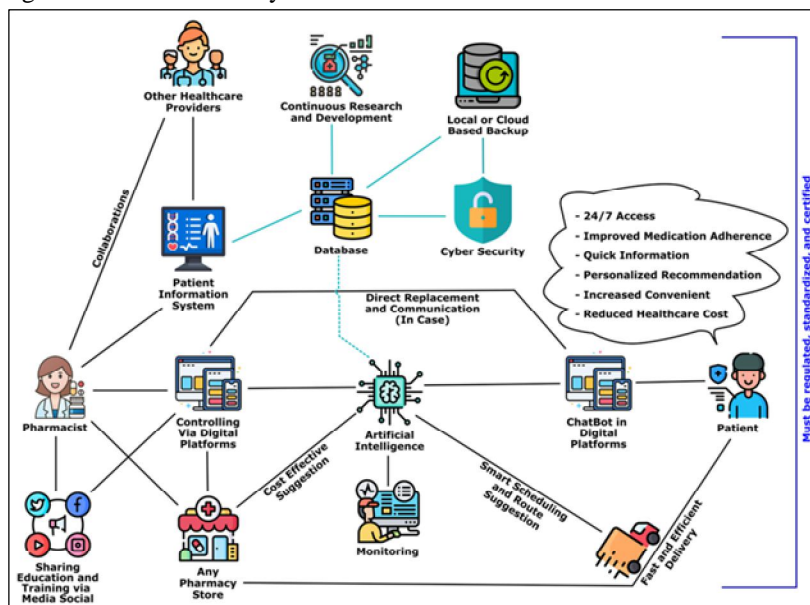 Other Healthcare
Providers
Continuous Research
and Development
Local or Cloud
Based Backup
Collaborations
Patient
Information
System
Database
Cyber Security
- 24/7 Access
- Improved Medication Adherence
- Quick Information
- Personalized Recommendation
- Increased Convenient
- Reduced Healthcare Cost
Must be regulated, standardized, and certified
Direct Replacement
and Communication
(In Case)
Pharmacist
Controlling
Via Digital
Platforms
Artificial
Intelligence
ChatBot in
Digital
Platforms
Patient
Cost Effective
Suggestion
Smart Scheduling
and Route
Suggestion
Fast and Efficient
Delivery
Monitoring
Sharing
Education and
Training via
Media Social
Any
Pharmacy
Store